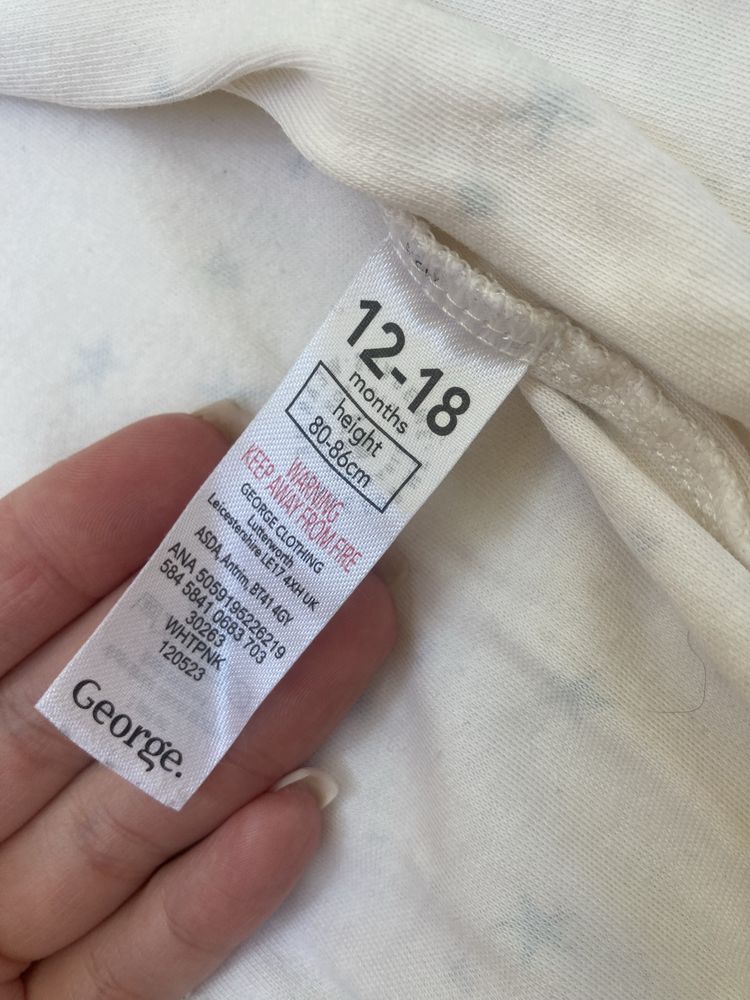 12-18
months
height
80-86cm
WARNING
KEEP AWAY FROM FIRE
GEORGE CLOTHING
Lutterworth
Leicestershire LE17 4XH UK
ASDA, Antrim, BT41 4GY
ANA 5059195226219
584 5841 0683 703
30263
WHTPNK
120523
George.